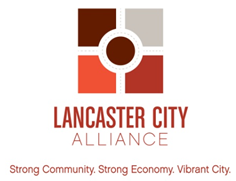 LANCASTER CITY
ALLIANCE
Strong Community. Strong Economy. Vibrant City.